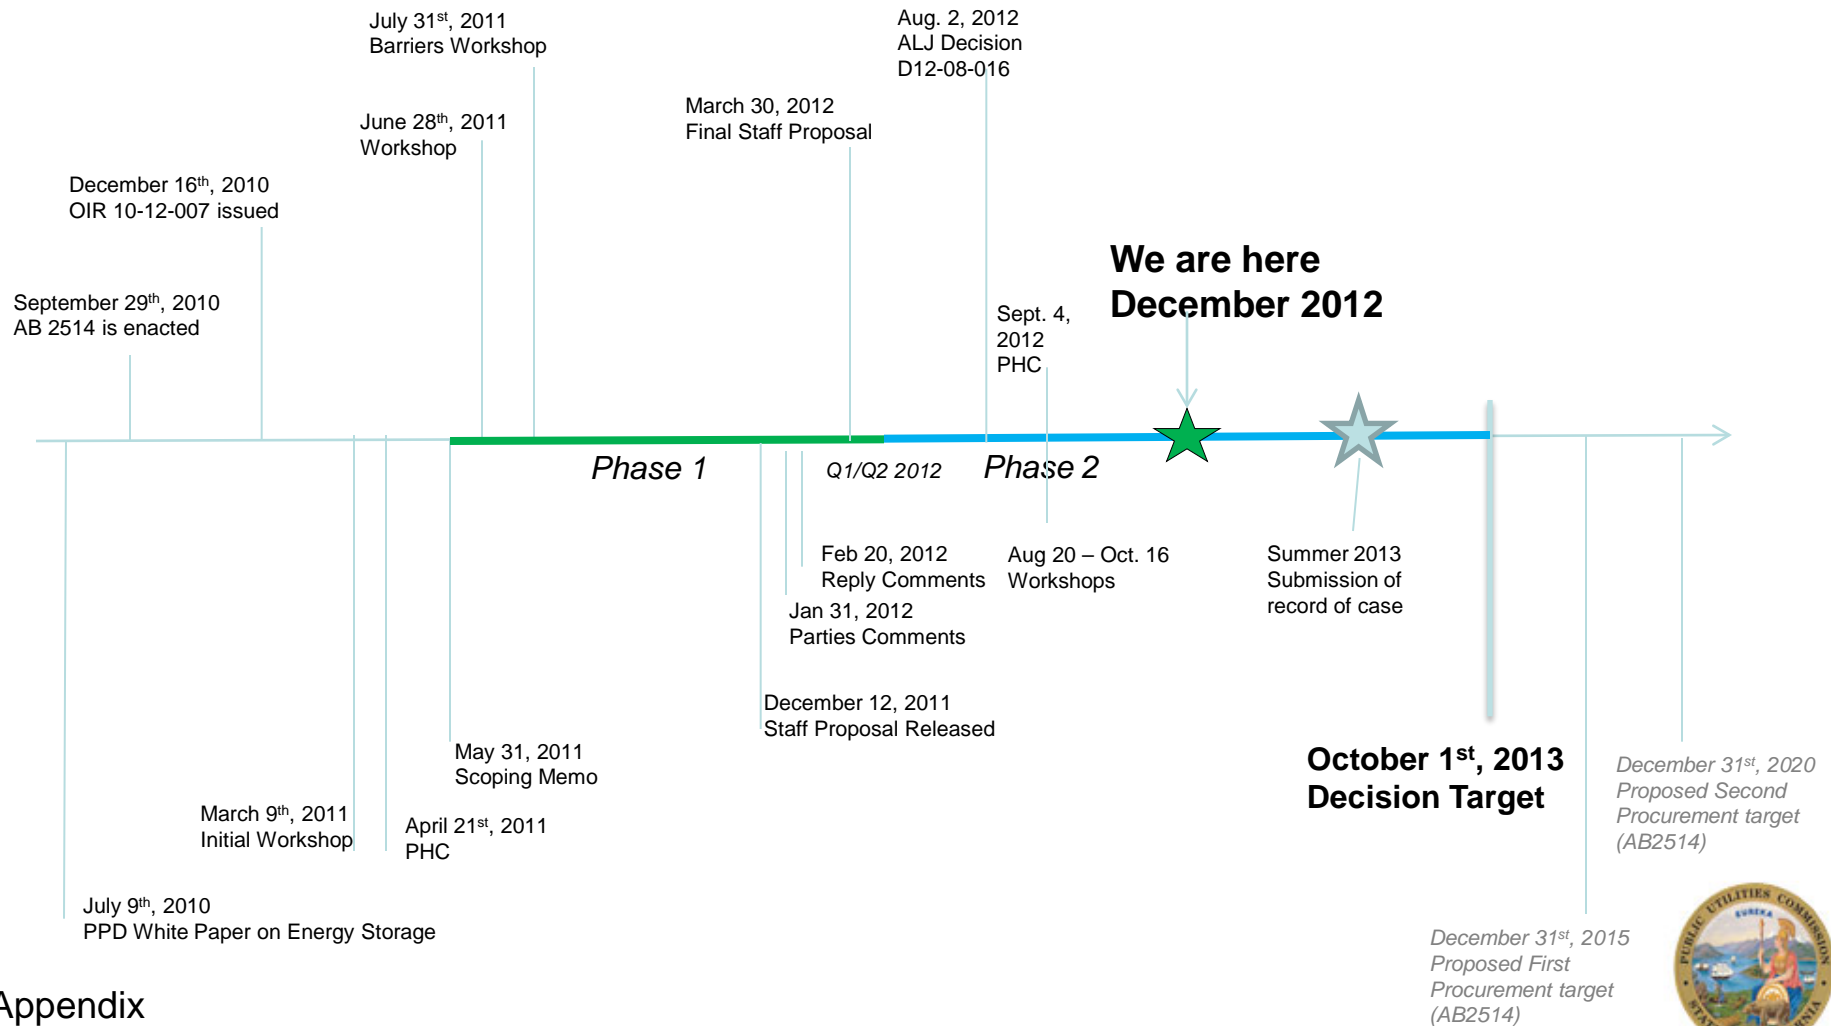 July 31st, 2011
Barriers Workshop
Aug. 2, 2012
ALJ Decision
D12-08-016
June 28th, 2011
Workshop
March 30, 2012
Final Staff Proposal
December 16th, 2010
OIR 10-12-007 issued
September 29th, 2010
AB 2514 is enacted
Sept. 4,
2012
PHC
We are here
December 2012
Phase 1
Q1/Q2 2012
Phase 2
Feb 20, 2012
Reply Comments
Aug 20 – Oct. 16
Workshops
Summer 2013
Submission of
record of case
Jan 31, 2012
Parties Comments
December 12, 2011
Staff Proposal Released
May 31, 2011
Scoping Memo
March 9th, 2011
Initial Workshop
April 21st, 2011
PHC
October 1st, 2013
Decision Target
December 31st, 2020
Proposed Second
Procurement target
(AB2514)
July 9th, 2010
PPD White Paper on Energy Storage
December 31st, 2015
Proposed First
Procurement target
(AB2514)
PUBLIC UTILITIES COMMISSION
EUREKA
Appendix